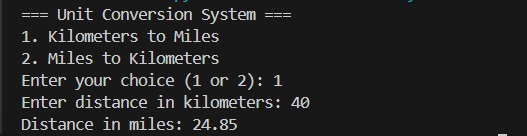 === Unit Conversion System ===
1. Kilometers to Miles
2. Miles to Kilometers
Enter your choice (1 or 2): 1
Enter distance in kilometers: 40
Distance in miles: 24.85